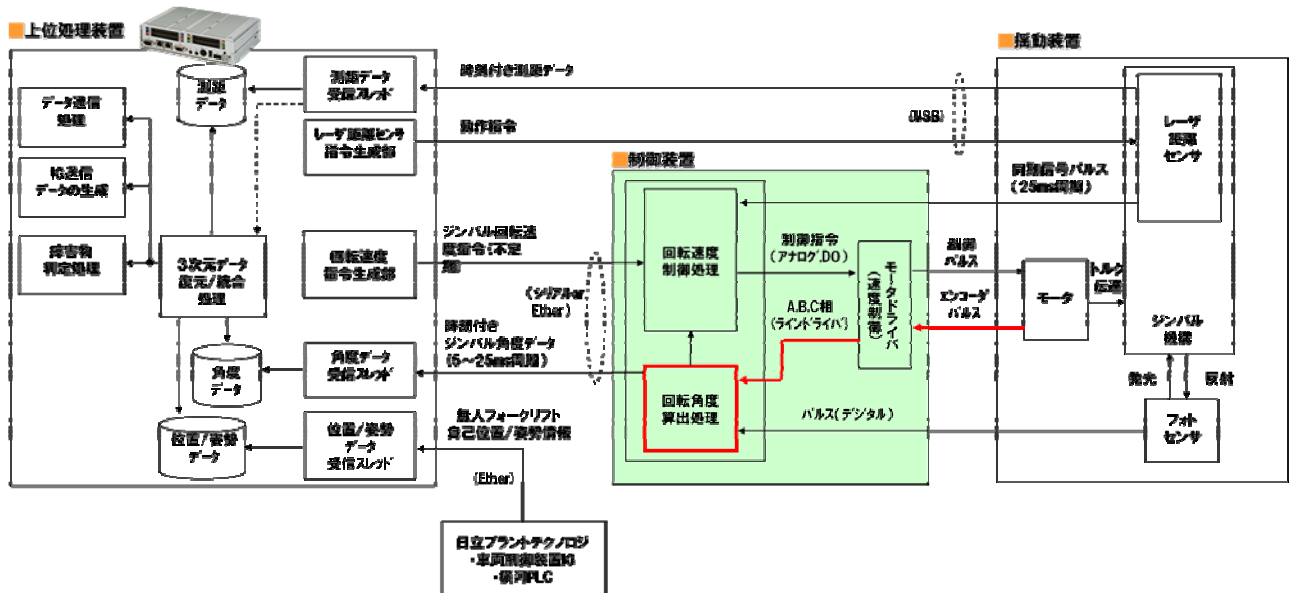 ■上位処理装置
測距
データ
測距データ
受信スレッド
時刻付き測距データ
データ送信
処理
レーザ距離センサ
指令生成部
動作指令
(USB)
IG送信
データの生成
障害物
判定処理
3次元データ
復元/統合
処理
回転速度
指令生成部
ジンバル回転速
度指令(不定
期)
(シリアルor
Ether)
時刻付き
ジンバル角度データ
(5～25ms周期)
角度データ
受信スレッド
角度
データ
位置/姿勢
データ
位置/姿勢
データ
受信スレッド
無人フォークリフト
自己位置/姿勢情報
(Ether)
日立プラントテクノロジ
・車両制御装置IG
・横河PLC
■制御装置
回転速度
制御処理
制御指令
(アナログ,DO)
A,B,C相
(ラインドライバ)
モータドライバ
(速度制御)
回転角度
算出処理
パルス(デジタル)
■揺動装置
レーザ
距離
センサ
同期信号パルス
(25ms周期)
制御
パルス
エンコーダ
パルス
モータ
トルク
伝達
ジンバル
機構
発光
反射
フォト
センサ